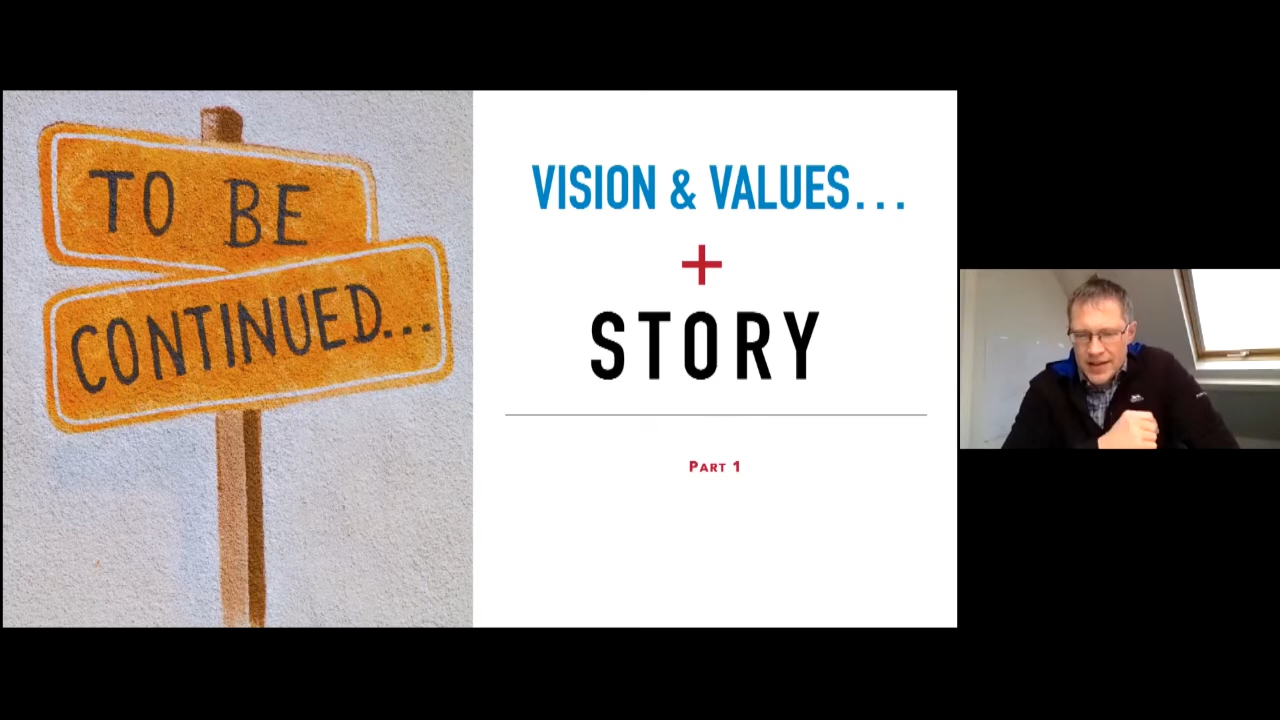 TO BE
CONTINUED...
VISION & VALUES...
+
STORY
PART 1